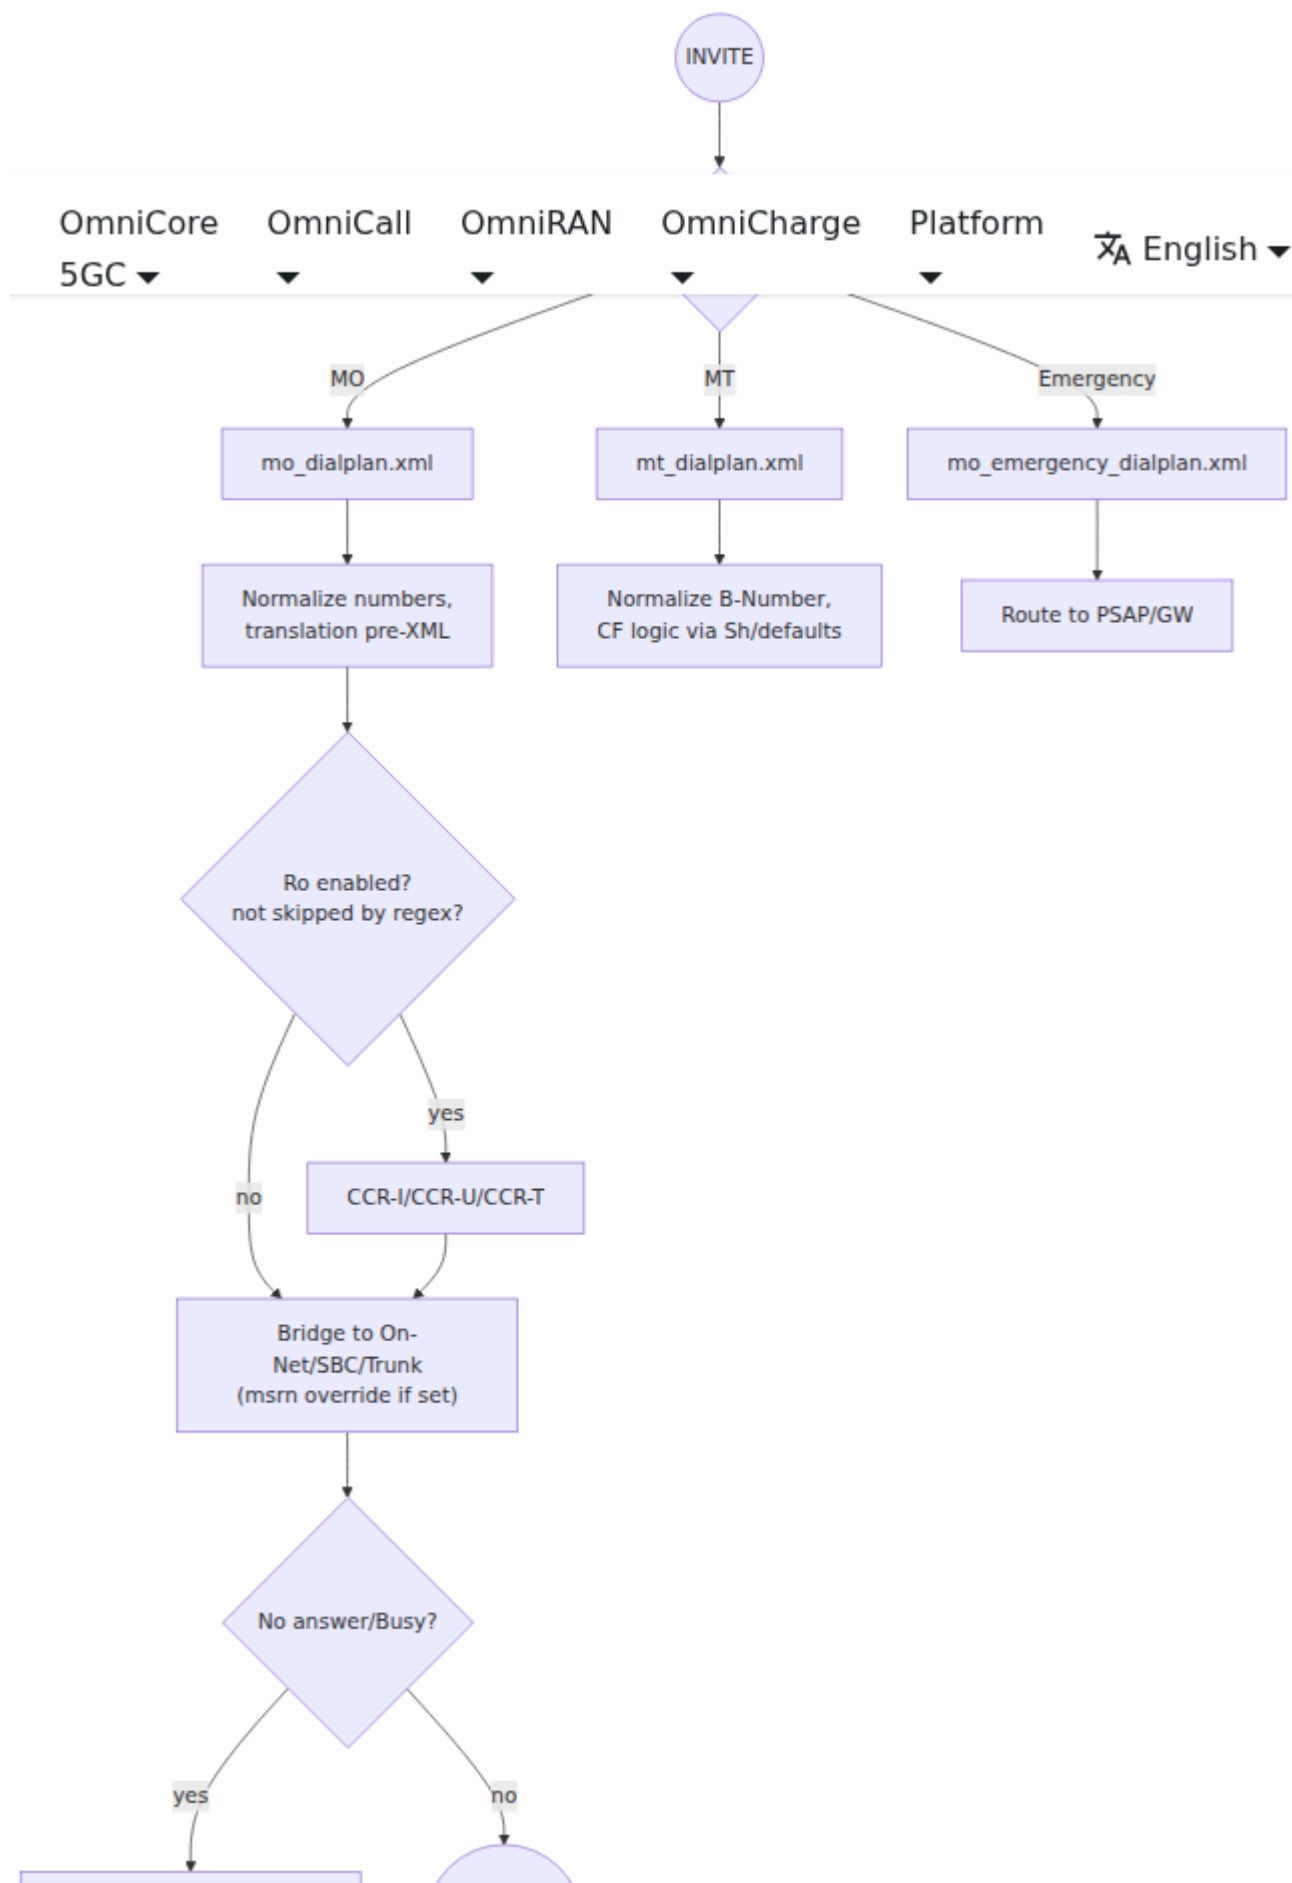 INVITE
OmniCore
5GC
OmniCall
OmniRAN
OmniCharge
Platform
English
MO
MT
Emergency
mo_dialplan.xml
mt_dialplan.xml
mo_emergency_dialplan.xml
Normalize numbers,
translation pre-XML
Normalize B-Number,
CF logic via Sh/defaults
Route to PSAP/GW
Ro enabled?
not skipped by regex?
yes
no
CCR-I/CCR-U/CCR-T
Bridge to On-
Net/SBC/Trunk
(msrn override if set)
No answer/Busy?
yes
no